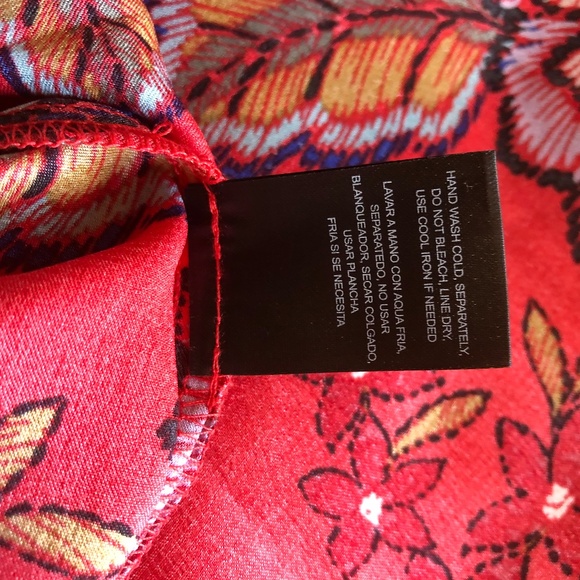 HAND WASH COLD, SEPARATELY,
DO NOT BLEACH, LINE DRY,
USE COOL IRON IF NEEDED
LAVAR A MANO CON AQUA FRIA,
SEPARATEDO, NO USAR
BLANQUEADOR, SECAR COLGADO,
USAR PLANCHA
FRIA SI SE NECESITA